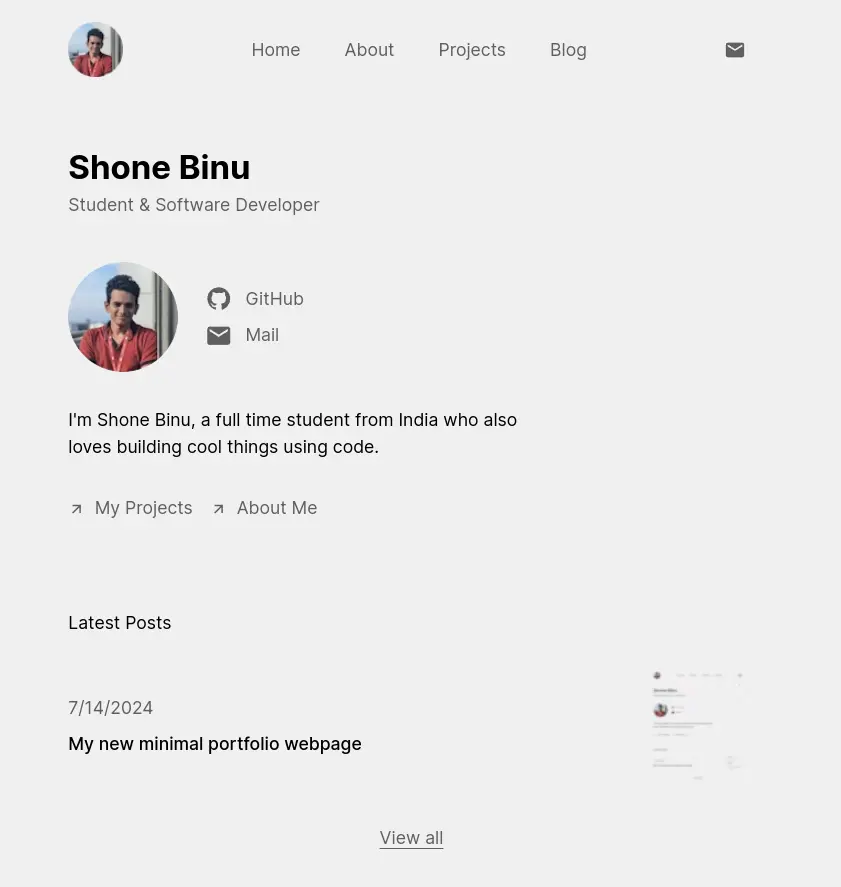 Home About Projects Blog
Shone Binu
Student & Software Developer
GitHub
Mail
I'm Shone Binu, a full time student from India who also
loves building cool things using code.
My Projects About Me
Latest Posts
7/14/2024
My new minimal portfolio webpage
View all